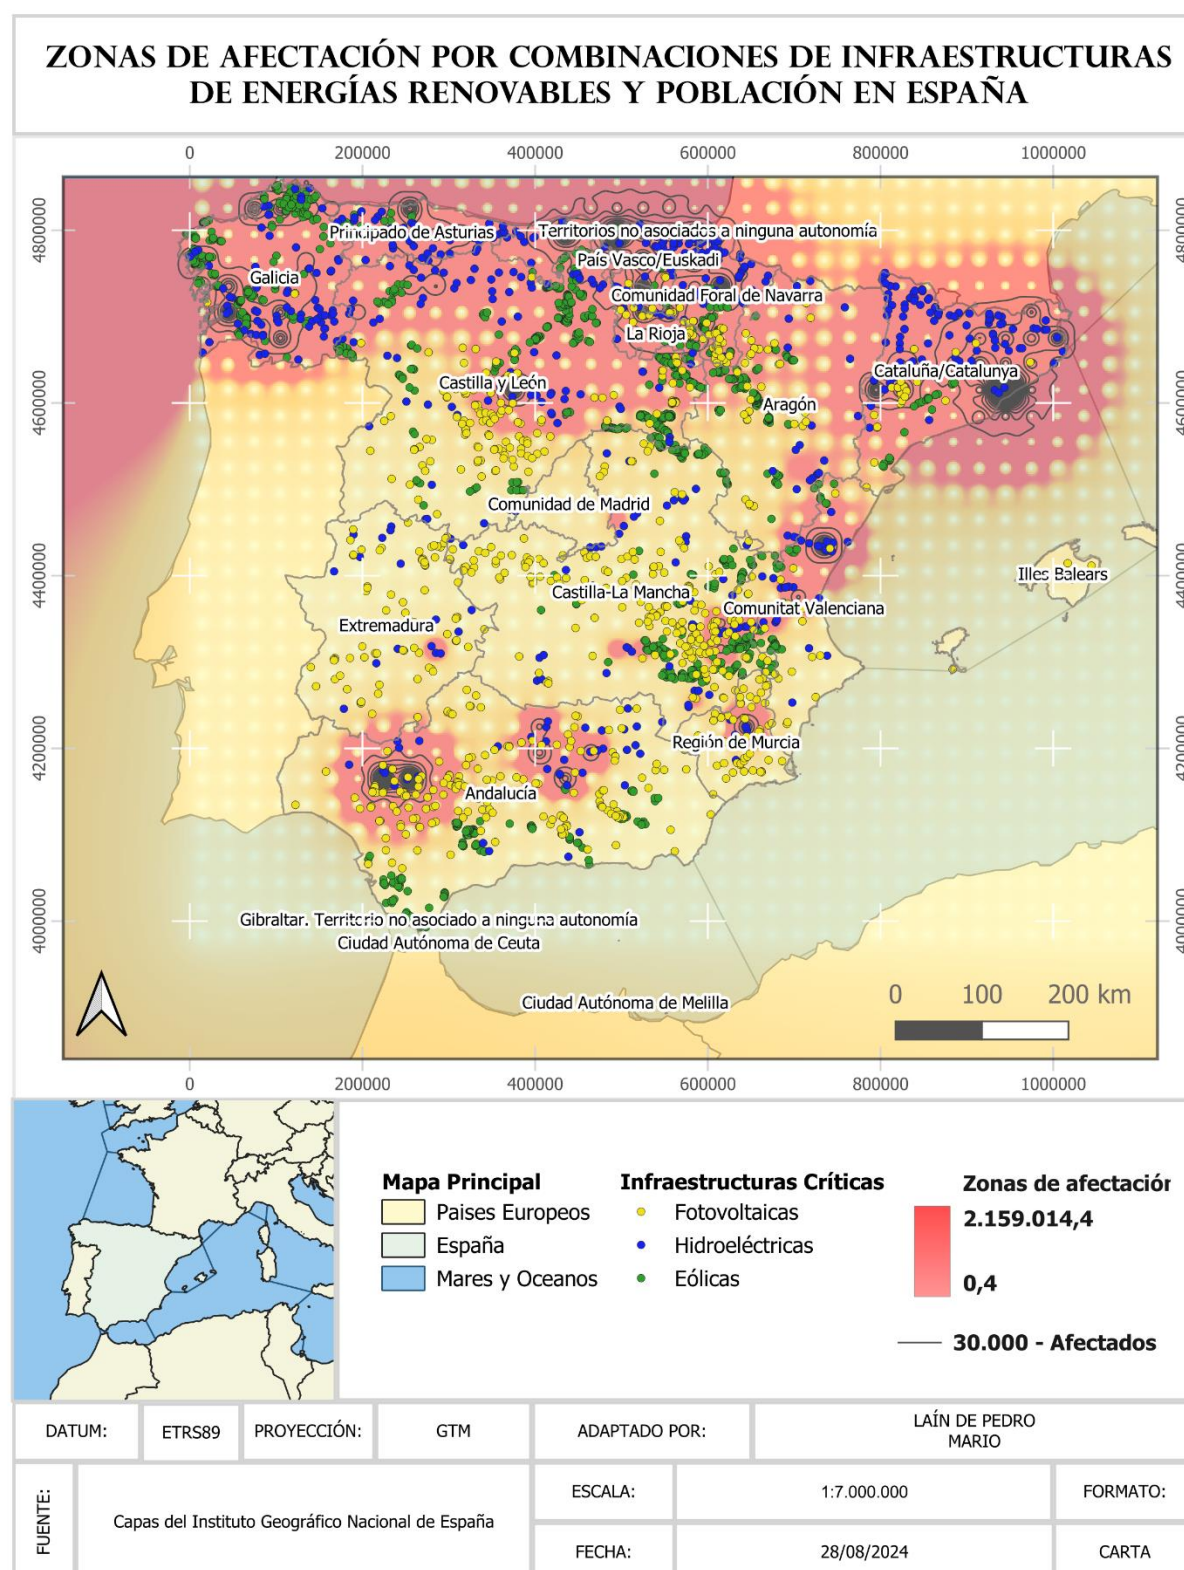 ZONAS DE AFECTACIÓN POR COMBINACIONES DE INFRAESTRUCTURAS
DE ENERGÍAS RENOVABLES Y POBLACIÓN EN ESPAÑA
0 200000 400000 600000 800000 1000000
4800000
4800000
4600000
4600000
4400000
4400000
4200000
4200000
4000000
4000000
Principado de Asturias
Territorios no asociados a ninguna autonomía
País Vasco/Euskadi
Galicia
Comunidad Foral de Navarra
La Rioja
Cataluña/Catalunya
Castilla y León
Aragón
Comunidad de Madrid
Illes Balears
Castilla-La Mancha
Comunitat Valenciana
Extremadura
Región de Murcia
Andalucía
Gibraltar. Territorio no asociado a ninguna autonomía
Ciudad Autónoma de Ceuta
Ciudad Autónoma de Melilla
0 100 200 km
0 200000 400000 600000 800000 1000000
Mapa Principal
Paises Europeos
España
Mares y Oceanos
Infraestructuras Críticas
Fotovoltaicas
Hidroeléctricas
Eólicas
Zonas de afectación
2.159.014,4
0,4
30.000 - Afectados
DATUM: ETRS89 PROYECCIÓN: GTM ADAPTADO POR: LAÍN DE PEDRO
MARIO
FUENTE:
Capas del Instituto Geográfico Nacional de España
ESCALA: 1:7.000.000 FORMATO:
FECHA: 28/08/2024 CARTA